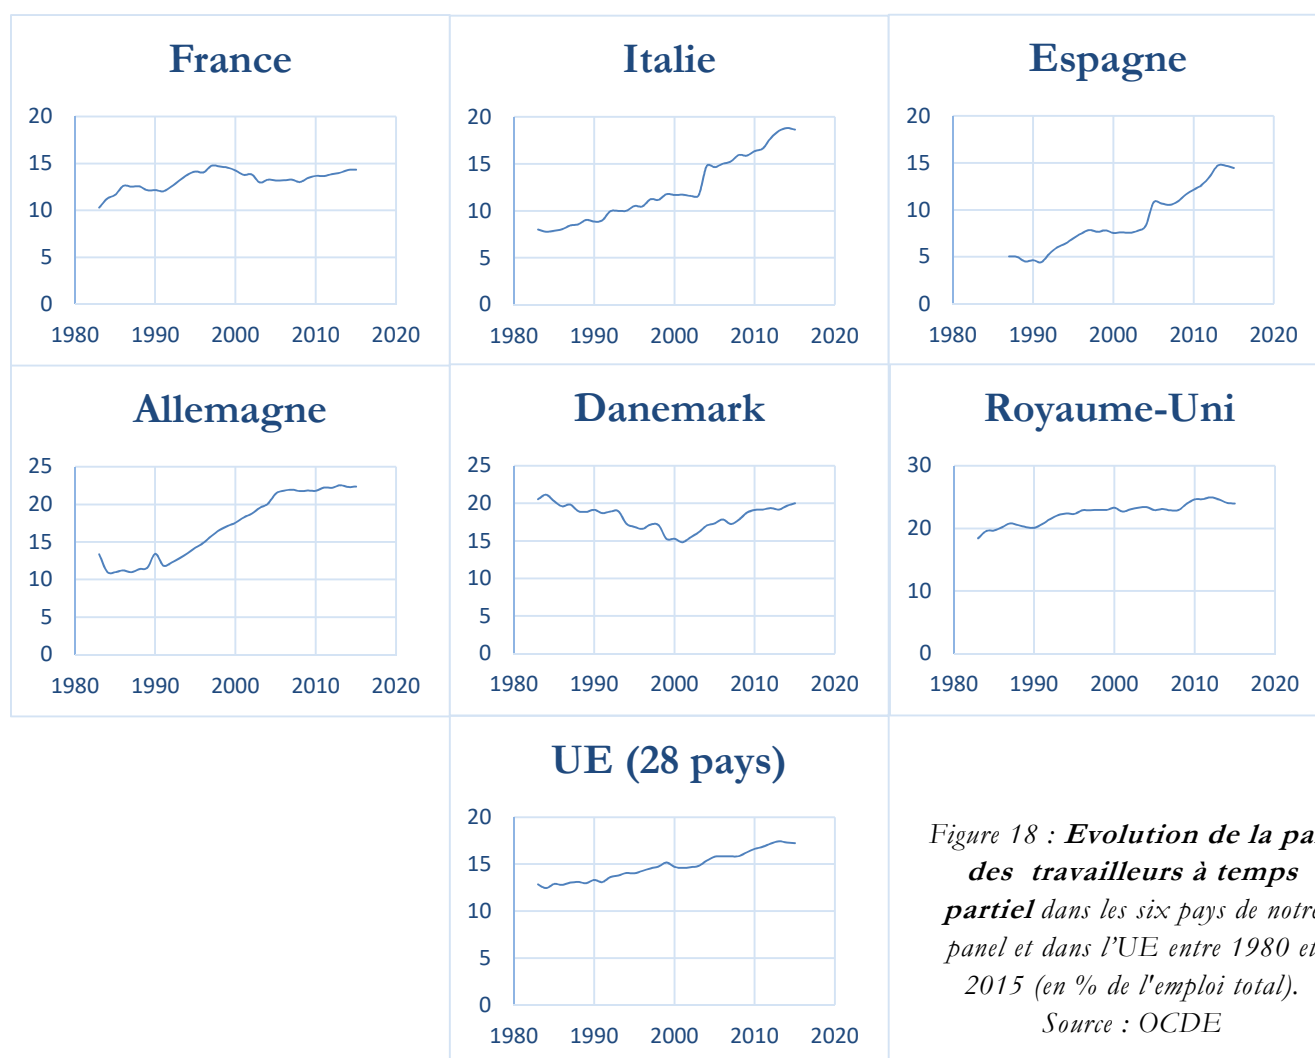 France
20
15
10
5
0
1980 1990 2000 2010 2020
Italie
20
15
10
5
0
1980 1990 2000 2010 2020
Espagne
20
15
10
5
0
1980 1990 2000 2010 2020
Allemagne
25
20
15
10
5
0
1980 1990 2000 2010 2020
Danemark
25
20
15
10
5
0
1980 1990 2000 2010 2020
Royaume-Uni
30
20
10
0
1980 1990 2000 2010 2020
UE (28 pays)
20
15
10
5
0
1980 1990 2000 2010 2020
Figure 18 : Evolution de la pa
des travailleurs à temps
partiel dans les six pays de notre
panel et dans l'UE entre 1980 et
2015 (en % de l'emploi total).
Source : OCDE